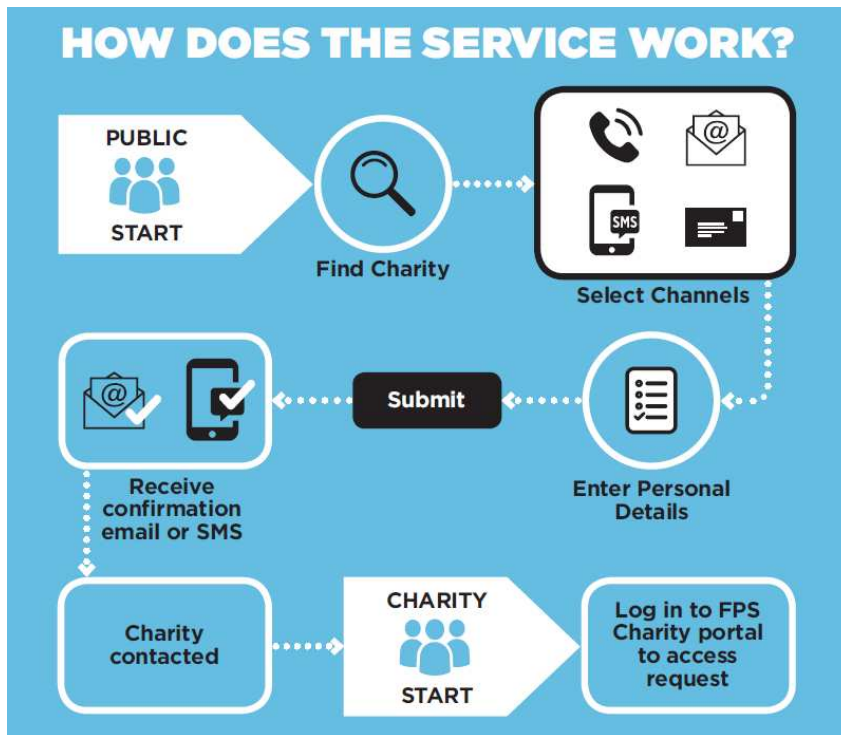 HOW DOES THE SERVICE WORK?
PUBLIC
START
Find Charity
@
SMS
Select Channels
@
Receive
confirmation
email or SMS
Submit
Enter Personal
Details
Charity
contacted
CHARITY
START
Log in to FPS
Charity portal
to access
request